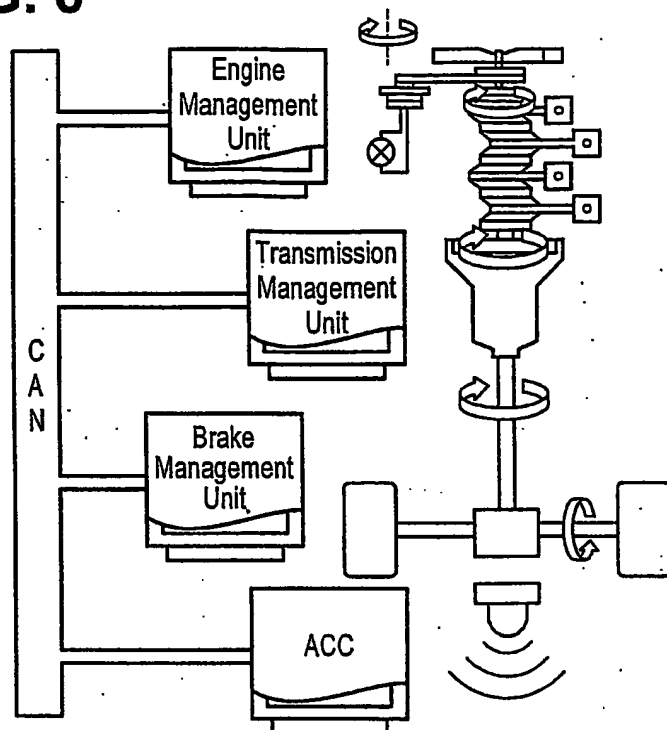 Engine
Management
Unit
Transmission
Management
Unit
C
A
N
Brake
Management
Unit
ACC